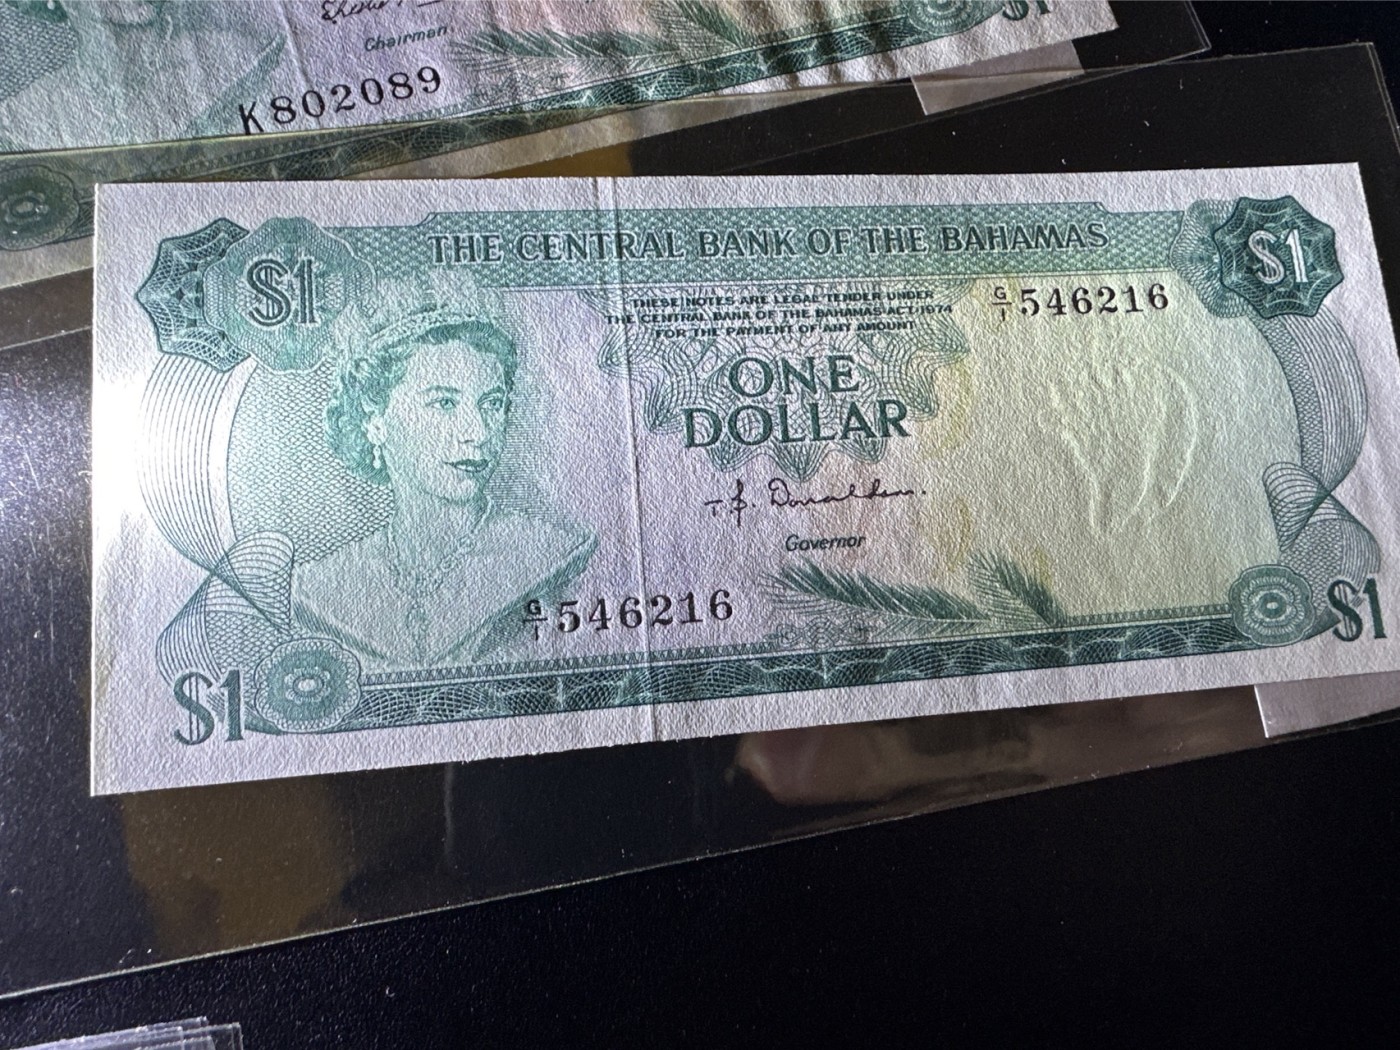 Chairman
$1
K802089
THE CENTRAL BANK OF THE BAHAMAS
$1
$1
THESE NOTES ARE LEGAL TENDER UNDER
THE CENTRAL BANK OF THE BAHAMAS ACT 1974
FOR THE PAYMENT OF ANY AMOUNT
G/1 546216
ONE
DOLLAR
T.B. Donaldson.
Governor
G/1 546216
$1
$1